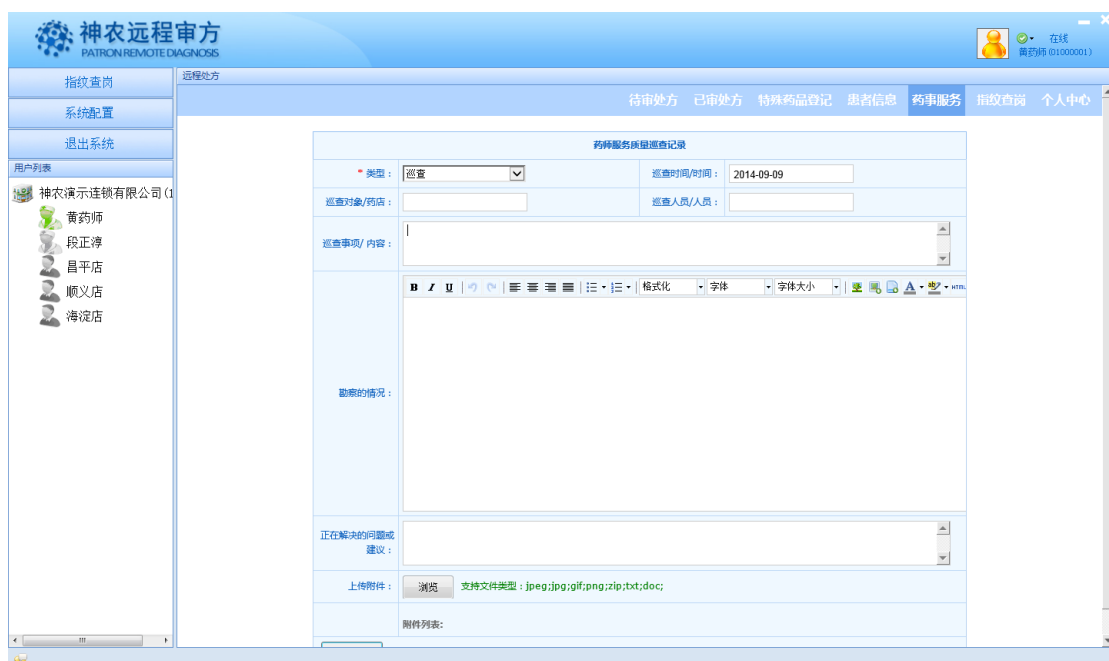 神农远程审方
PATRON REMOTE DIAGNOSIS
在线
黄药师 (01000001)
指纹查岗
系统配置
退出系统
用户列表
神农演示连锁有限公司(1
黄药师
段正淳
昌平店
顺义店
海淀店
远程处方
待审处方 已审处方 特殊药品登记 患者信息 药事服务 指纹查岗 个人中心
药师服务质量巡查记录
* 类型： 巡查 巡查时间/时间： 2014-09-09
巡查对象/药店： 巡查人员/人员：
巡查事项/ 内容：
B I U 格式化 字体 字体大小 A ab HTML
勘察的情况：
正在解决的问题或
建议：
上传附件： 浏览 支持文件类型：jpeg;jpg;gif;png;zip;txt;doc;
附件列表: